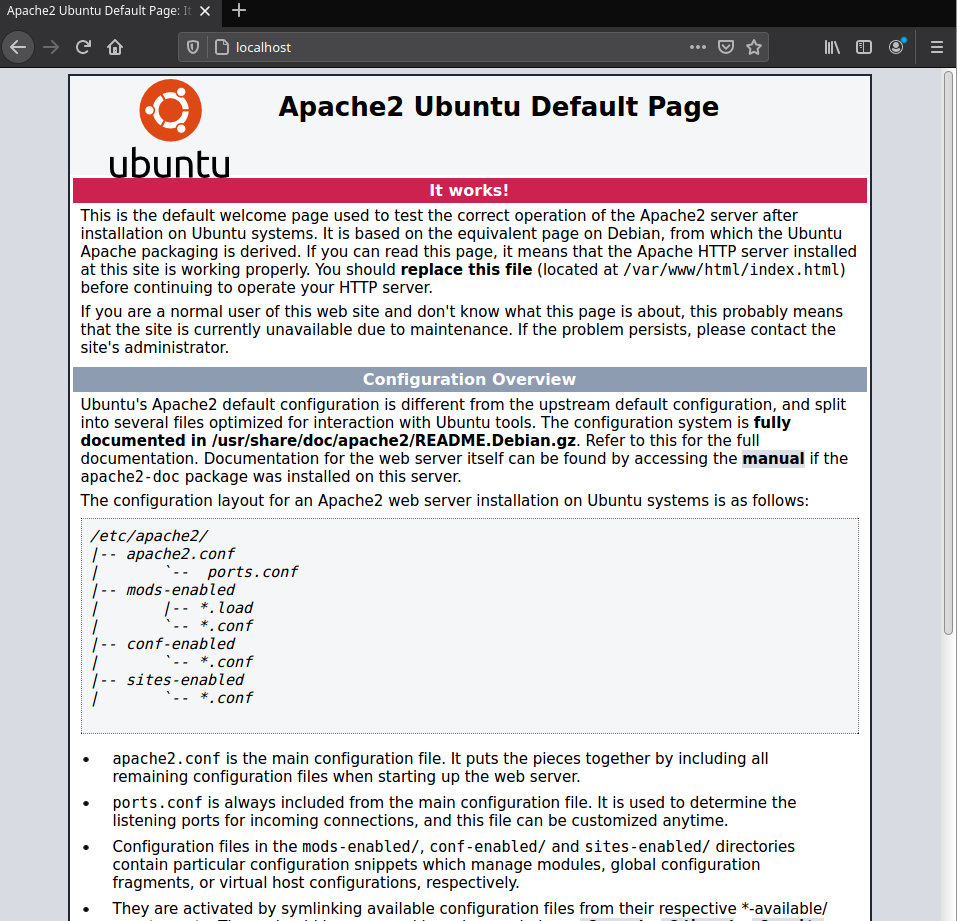 Apache2 Ubuntu Default Page: It
localhost
ubuntu
Apache2 Ubuntu Default Page
It works!
This is the default welcome page used to test the correct operation of the Apache2 server after
installation on Ubuntu systems. It is based on the equivalent page on Debian, from which the Ubuntu
Apache packaging is derived. If you can read this page, it means that the Apache HTTP server installed
at this site is working properly. You should replace this file (located at /var/www/html/index.html)
before continuing to operate your HTTP server.
If you are a normal user of this web site and don't know what this page is about, this probably means
that the site is currently unavailable due to maintenance. If the problem persists, please contact the
site's administrator.
Configuration Overview
Ubuntu's Apache2 default configuration is different from the upstream default configuration, and split
into several files optimized for interaction with Ubuntu tools. The configuration system is fully
documented in /usr/share/doc/apache2/README.Debian.gz. Refer to this for the full
documentation. Documentation for the web server itself can be found by accessing the manual if the
apache2-doc package was installed on this server.
The configuration layout for an Apache2 web server installation on Ubuntu systems is as follows:
/etc/apache2/
|-- apache2.conf
|       `--  ports.conf
|-- mods-enabled
|       |-- *.load
|       `-- *.conf
|-- conf-enabled
|       `-- *.conf
|-- sites-enabled
|       `-- *.conf
• apache2.conf is the main configuration file. It puts the pieces together by including all
remaining configuration files when starting up the web server.
• ports.conf is always included from the main configuration file. It is used to determine the
listening ports for incoming connections, and this file can be customized anytime.
• Configuration files in the mods-enabled/, conf-enabled/ and sites-enabled/ directories
contain particular configuration snippets which manage modules, global configuration
fragments, or virtual host configurations, respectively.
• They are activated by symlinking available configuration files from their respective *-available/